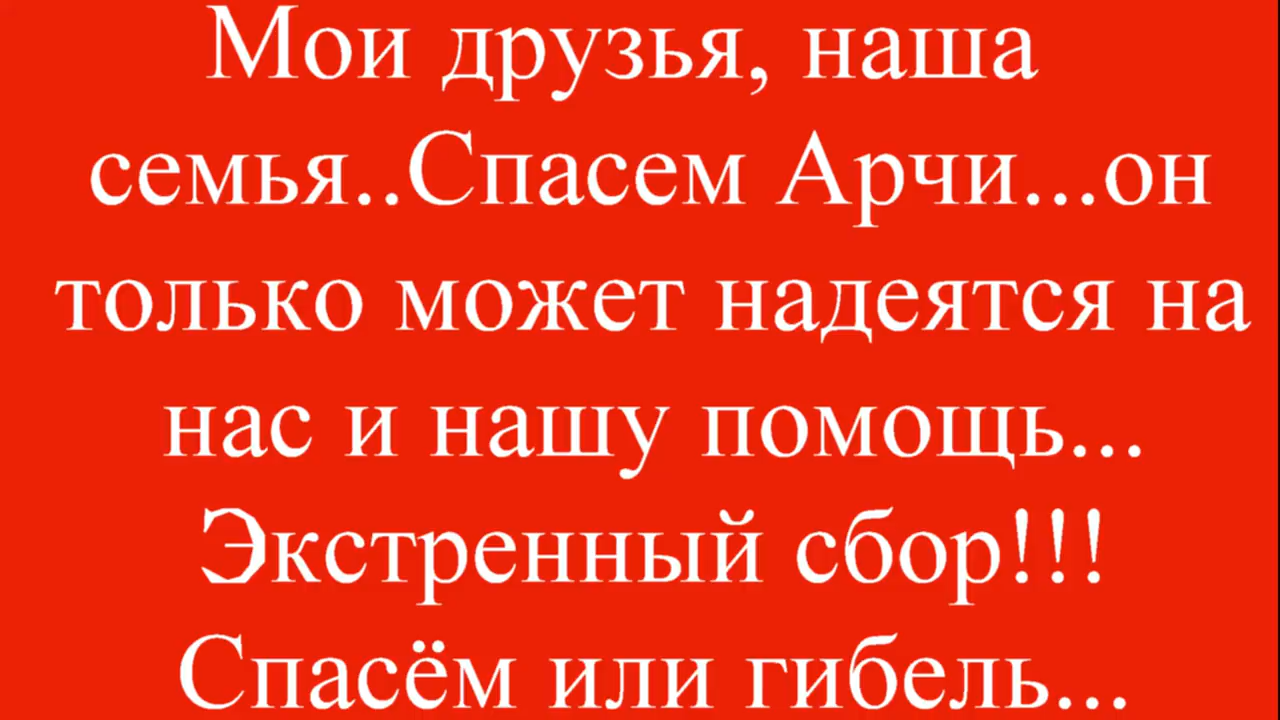 Мои друзья, наша
семья..Спасем Арчи...он
только может надеятся на
нас и нашу помощь...
Экстренный сбор!!!
Спасём или гибель...